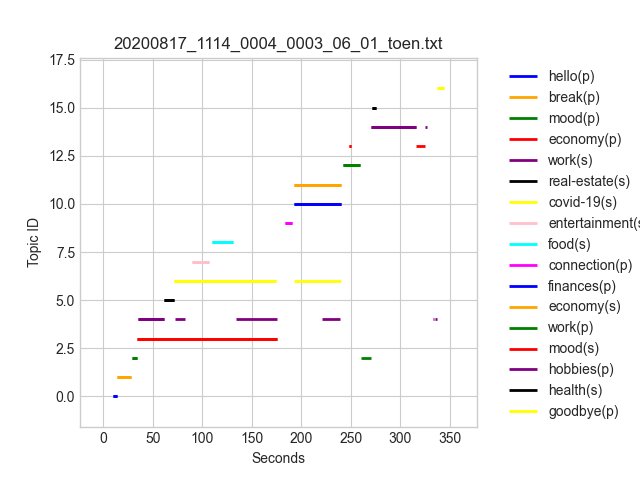 20200817_1114_0004_0003_06_01_toen.txt
17.5
15.0
12.5
10.0
7.5
5.0
2.5
0.0
Topic ID
0
50
100
150
200
250
300
350
Seconds
hello(p)
break(p)
mood(p)
economy(p)
work(s)
real-estate(s)
covid-19(s)
entertainment(s
food(s)
connection(p)
finances(p)
economy(s)
work(p)
mood(s)
hobbies(p)
health(s)
goodbye(p)